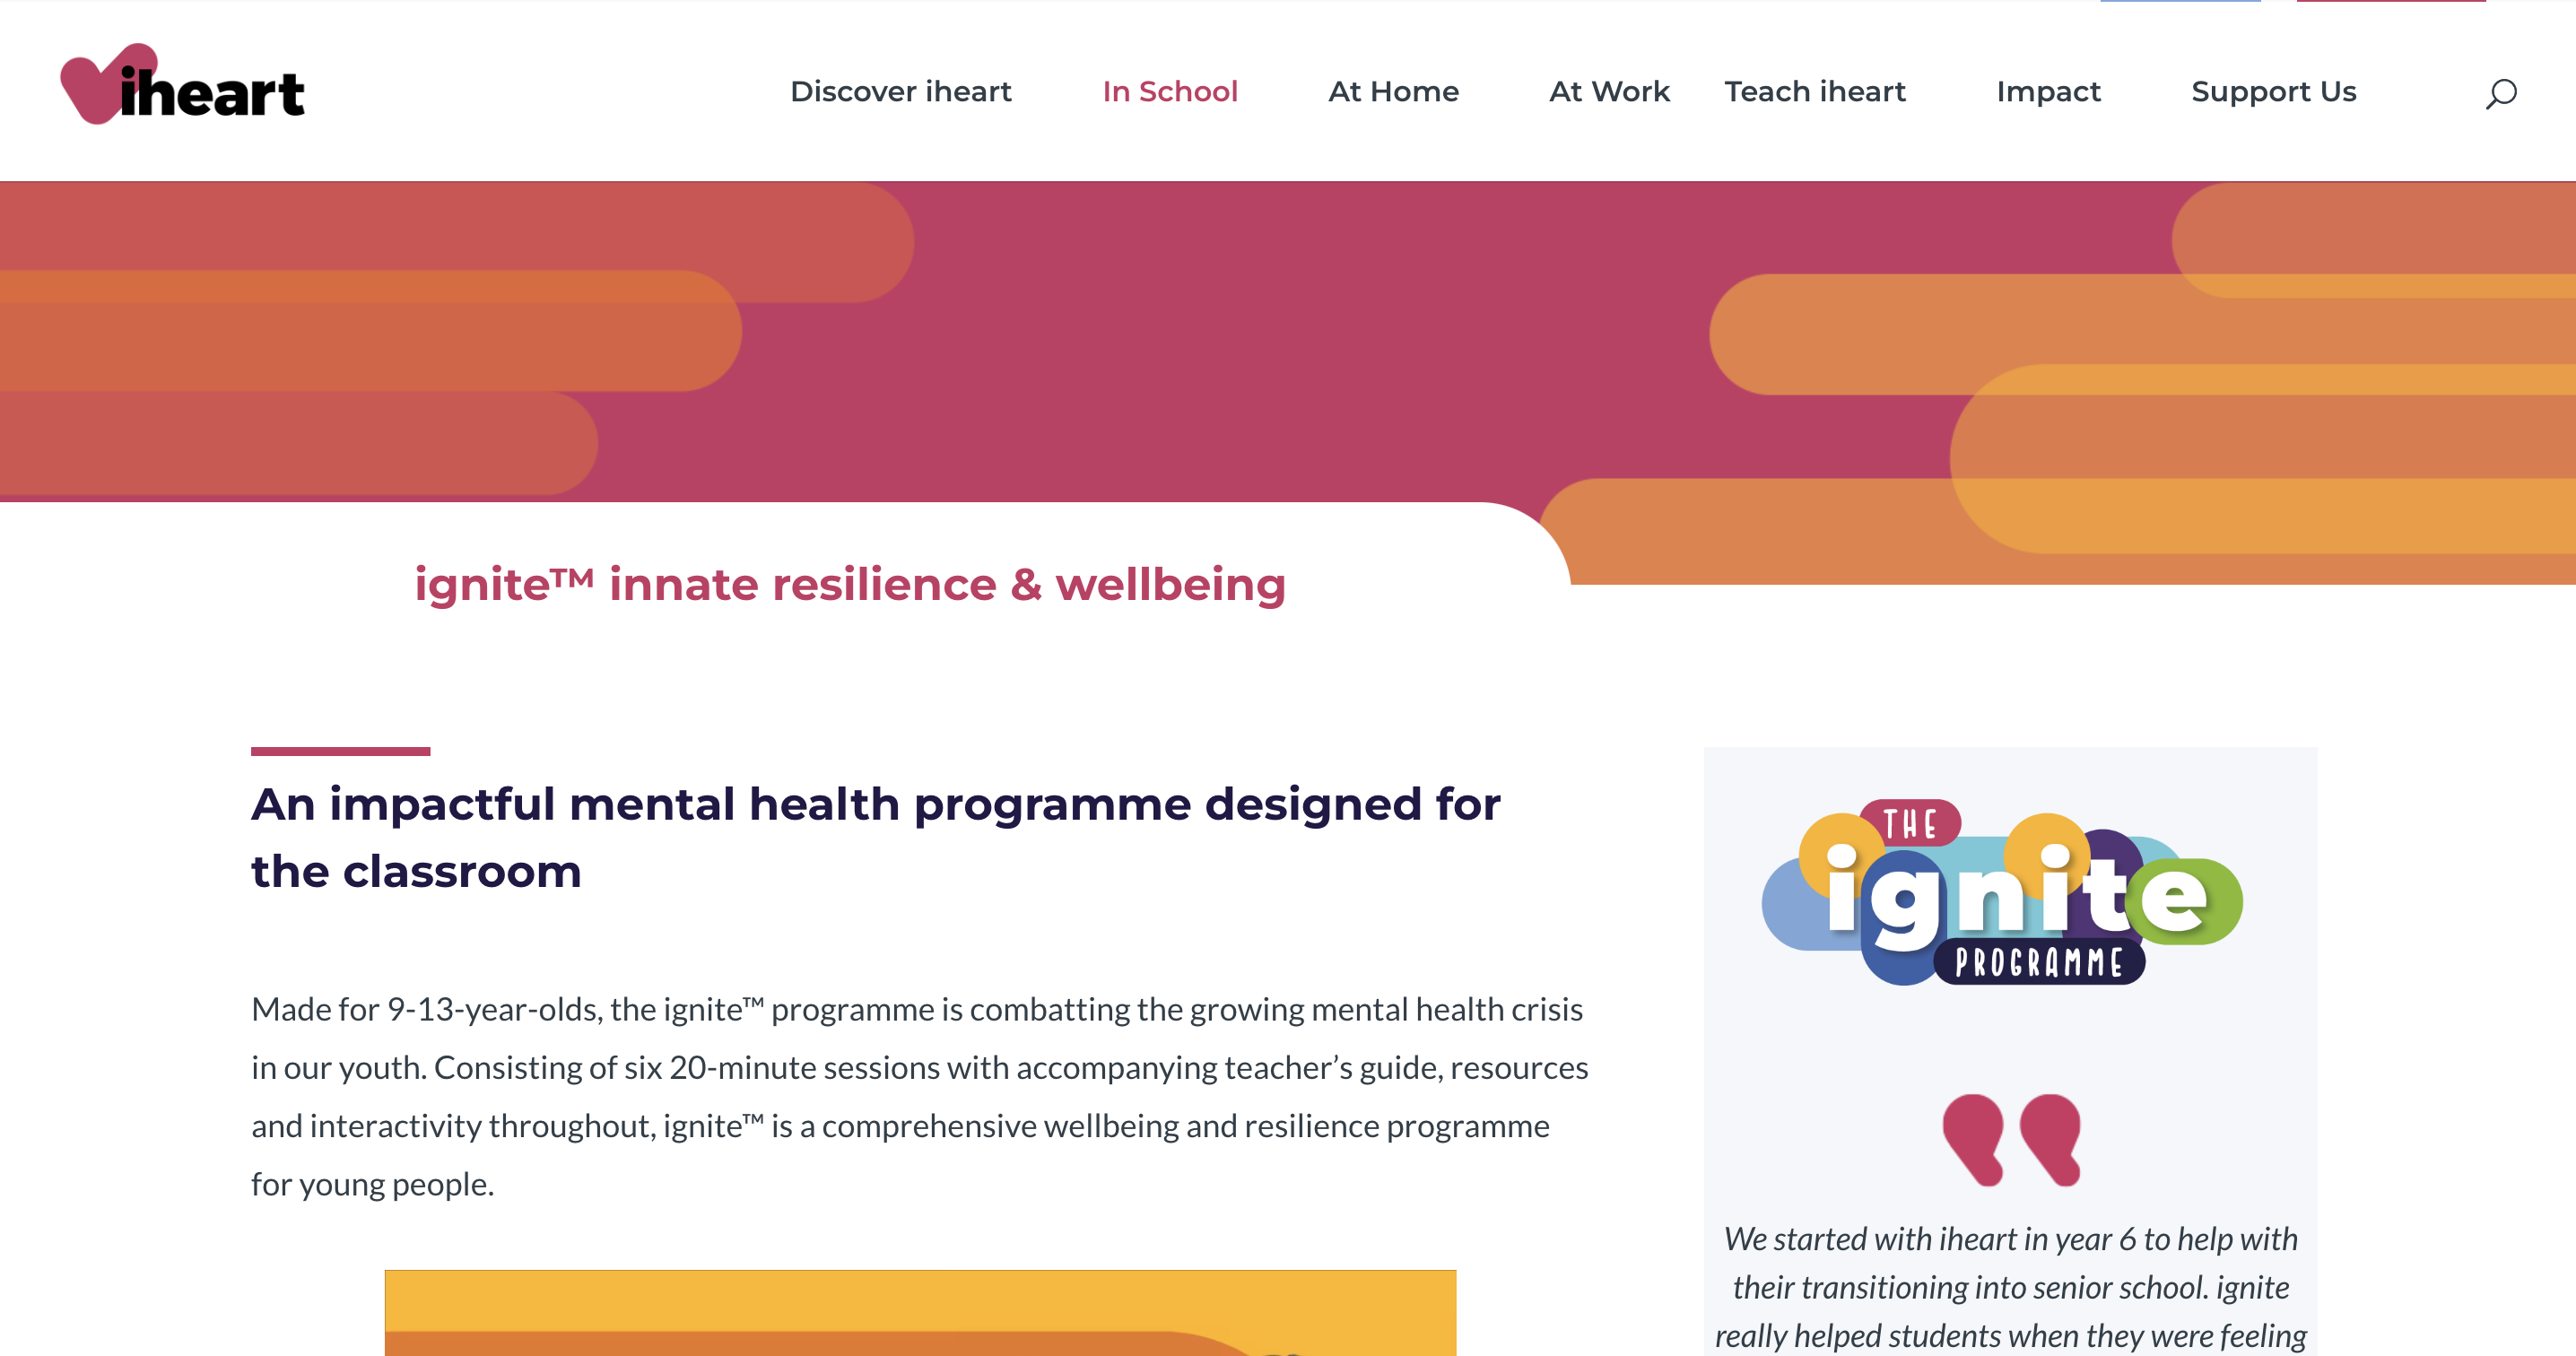 iheart
Discover iheart
In School
At Home
At Work
Teach iheart
Impact
Support Us
ignite™ innate resilience & wellbeing
An impactful mental health programme designed for
the classroom
Made for 9-13-year-olds, the ignite™ programme is combatting the growing mental health crisis
in our youth. Consisting of six 20-minute sessions with accompanying teacher’s guide, resources
and interactivity throughout, ignite™ is a comprehensive wellbeing and resilience programme
for young people.
THE
ignite
PROGRAMME
We started with iheart in year 6 to help with
their transitioning into senior school. ignite
really helped students when they were feeling